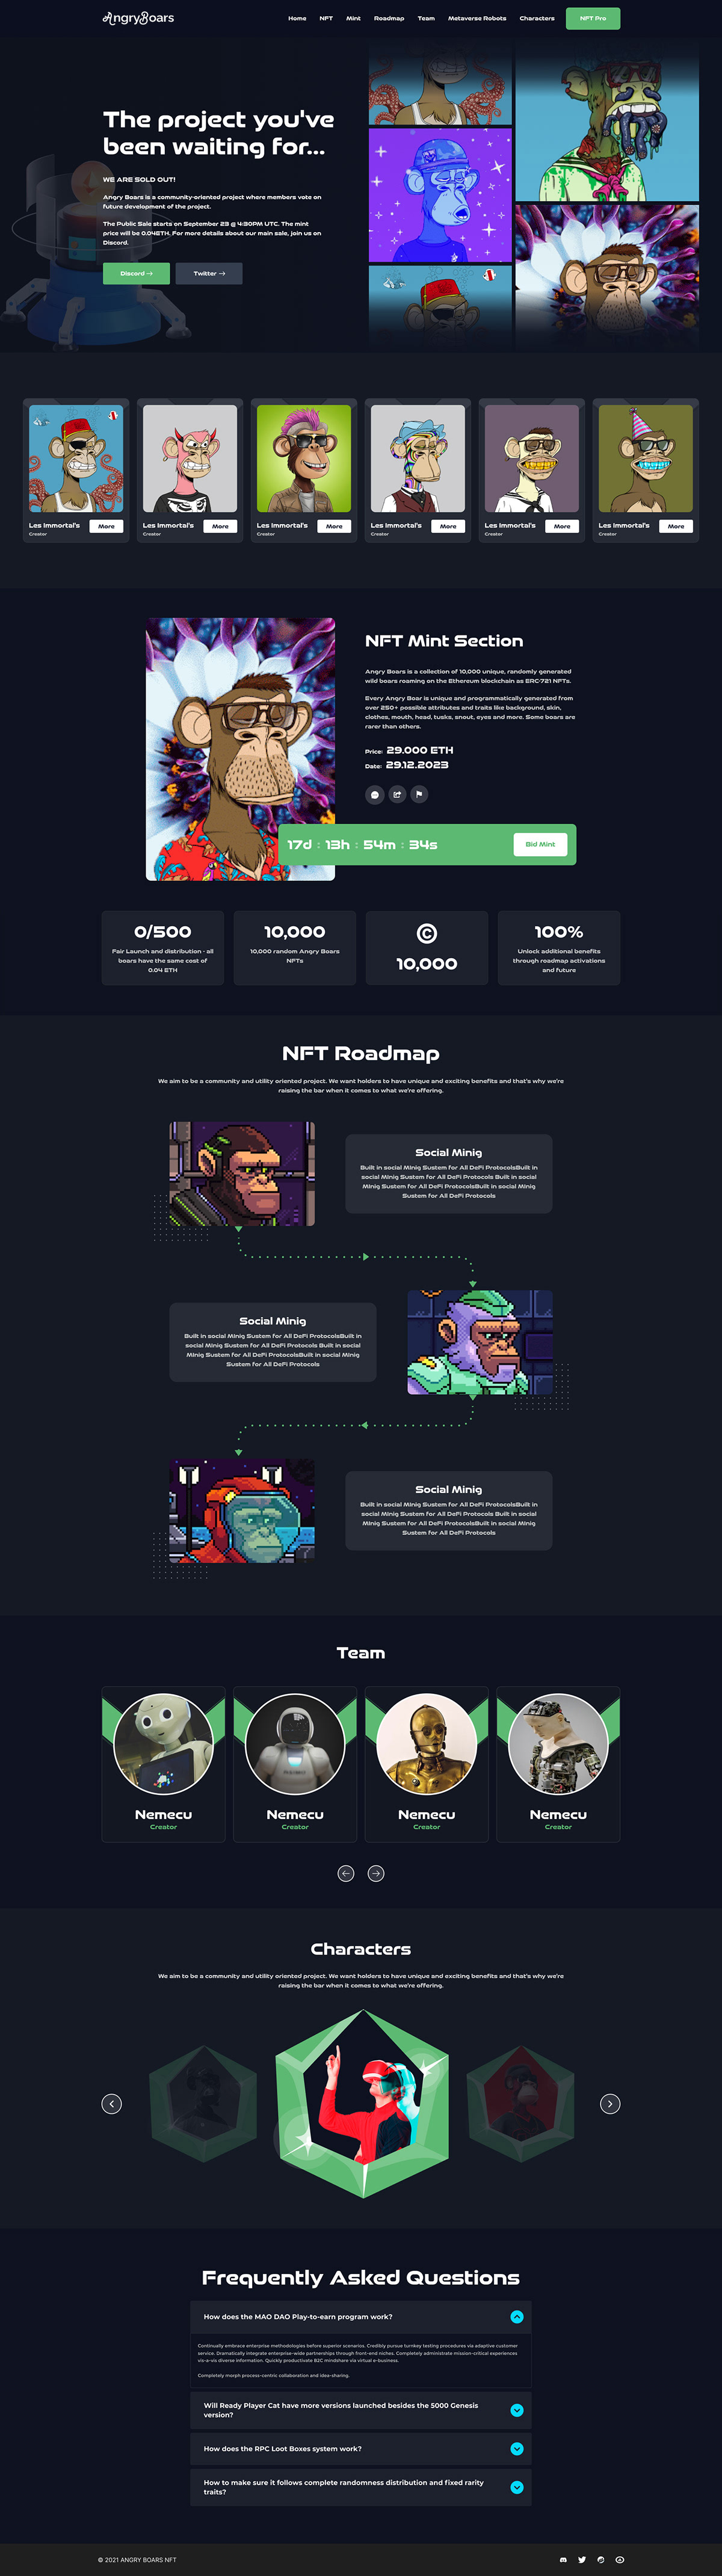 AngryBoars
Home NFT Mint Roadmap Team Metaverse Robots Characters NFT Pro
The project you've
been waiting for...
WE ARE SOLD OUT!
Angry Boars is a community-oriented project where members vote on
future development of the project.
The Public Sale starts on September 23 @ 4:30PM UTC. The mint
price will be 0.04ETH. For more details about our main sale, join us on
Discord.
Discord → Twitter →
Les Immortal's More
Creator
Les Immortal's More
Creator
Les Immortal's More
Creator
Les Immortal's More
Creator
Les Immortal's More
Creator
Les Immortal's More
Creator
NFT Mint Section
Angry Boars is a collection of 10,000 unique, randomly generated
wild boars roaming on the Ethereum blockchain as ERC-721 NFTs.
Every Angry Boar is unique and programmatically generated from
over 250+ possible attributes and traits like background, skin,
clothes, mouth, head, tusks, snout, eyes and more. Some boars are
rarer than others.
Price: 29.000 ETH
Date: 29.12.2023
17d : 13h : 54m : 34s
Bid Mint
0/500
Fair Launch and distribution - all
boars have the same cost of
0.04 ETH
10,000
10,000 random Angry Boars
NFTs
©
10,000
100%
Unlock additional benefits
through roadmap activations
and future
NFT Roadmap
We aim to be a community and utility oriented project. We want holders to have unique and exciting benefits and that's why we're
raising the bar when it comes to what we're offering.
Social Minig
Built in social MInig Sustem for All DeFi ProtocolsBuilt in
social MInig Sustem for All DeFi Protocols Built in social
MInig Sustem for All DeFi ProtocolsBuilt in social MInig
Sustem for All DeFi Protocols
Social Minig
Built in social MInig Sustem for All DeFi ProtocolsBuilt in
social MInig Sustem for All DeFi Protocols Built in social
MInig Sustem for All DeFi ProtocolsBuilt in social MInig
Sustem for All DeFi Protocols
Social Minig
Built in social MInig Sustem for All DeFi ProtocolsBuilt in
social MInig Sustem for All DeFi Protocols Built in social
MInig Sustem for All DeFi ProtocolsBuilt in social MInig
Sustem for All DeFi Protocols
Team
Nemecu
Creator
Nemecu
Creator
Nemecu
Creator
Nemecu
Creator
Characters
We aim to be a community and utility oriented project. We want holders to have unique and exciting benefits and that's why we're
raising the bar when it comes to what we're offering.
Frequently Asked Questions
How does the MAO DAO Play-to-earn program work?
Continually embrace enterprise methodologies before superior scenarios. Credibly pursue turnkey testing procedures via adaptive customer
service. Dramatically integrate enterprise-wide partnerships through front-end niches. Completely administrate mission-critical experiences
vis-a-vis diverse information. Quickly productivate B2C mindshare via virtual e-business.
Completely morph process-centric collaboration and idea-sharing.
Will Ready Player Cat have more versions launched besides the 5000 Genesis
version?
How does the RPC Loot Boxes system work?
How to make sure it follows complete randomness distribution and fixed rarity
traits?
© 2021 ANGRY BOARS NFT